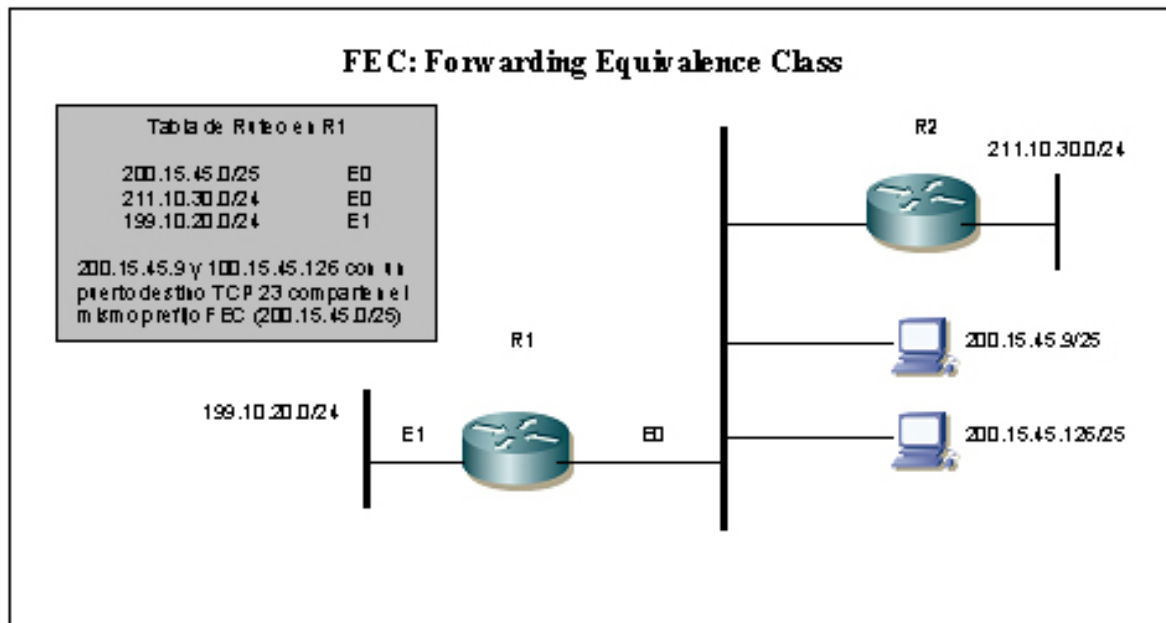 FEC: Forwarding Equivalence Class
Tabla de Ruteo en R1
200.15.45.0/25 E0
211.10.30.0/24 E0
199.10.20.0/24 E1
200.15.45.9 y 100.15.45.126 con un
puerto destino TCP 23 comparten el
mismo prefijo FEC (200.15.45.0/25)
R2
211.10.30.0/24
R1
200.15.45.9/25
199.10.20.0/24
E1
E0
200.15.45.126/25